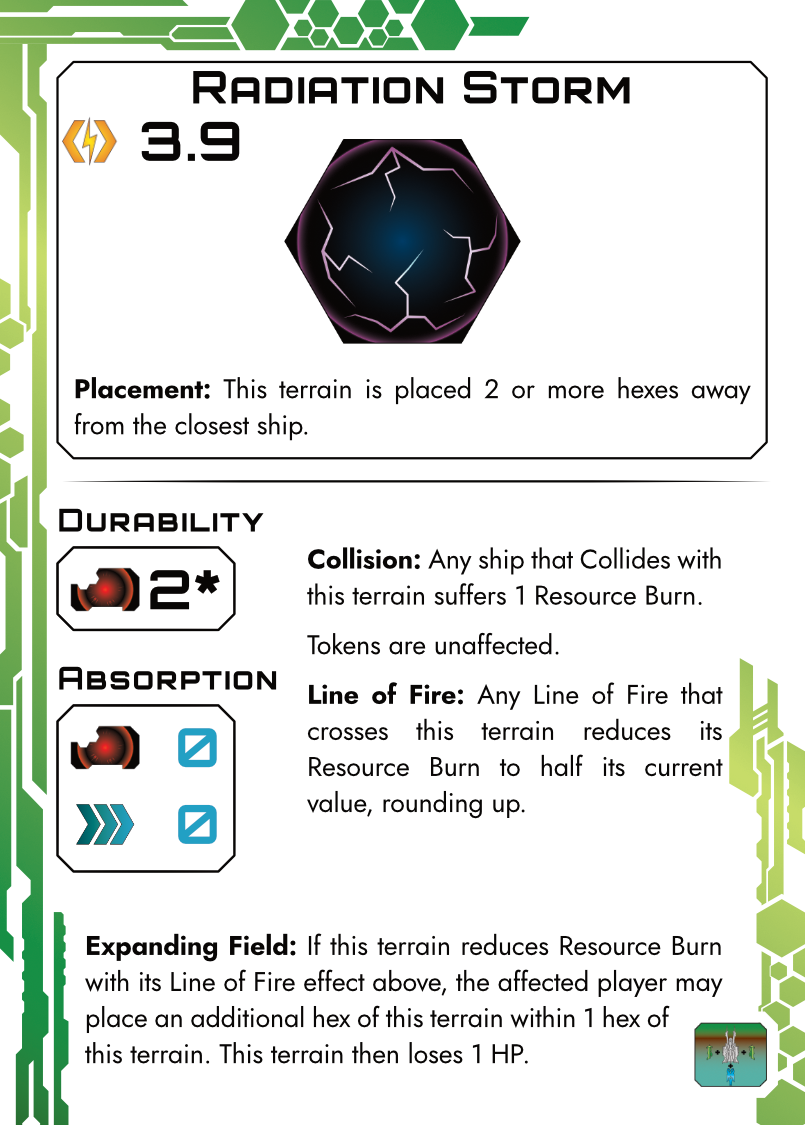 Radiation Storm
3.9
Placement: This terrain is placed 2 or more hexes away
from the closest ship.
Durability
2*
Collision: Any ship that Collides with
this terrain suffers 1 Resource Burn.
Tokens are unaffected.
Absorption
0
0
Line of Fire: Any Line of Fire that
crosses this terrain reduces its
Resource Burn to half its current
value, rounding up.
Expanding Field: If this terrain reduces Resource Burn
with its Line of Fire effect above, the affected player may
place an additional hex of this terrain within 1 hex of
this terrain. This terrain then loses 1 HP.